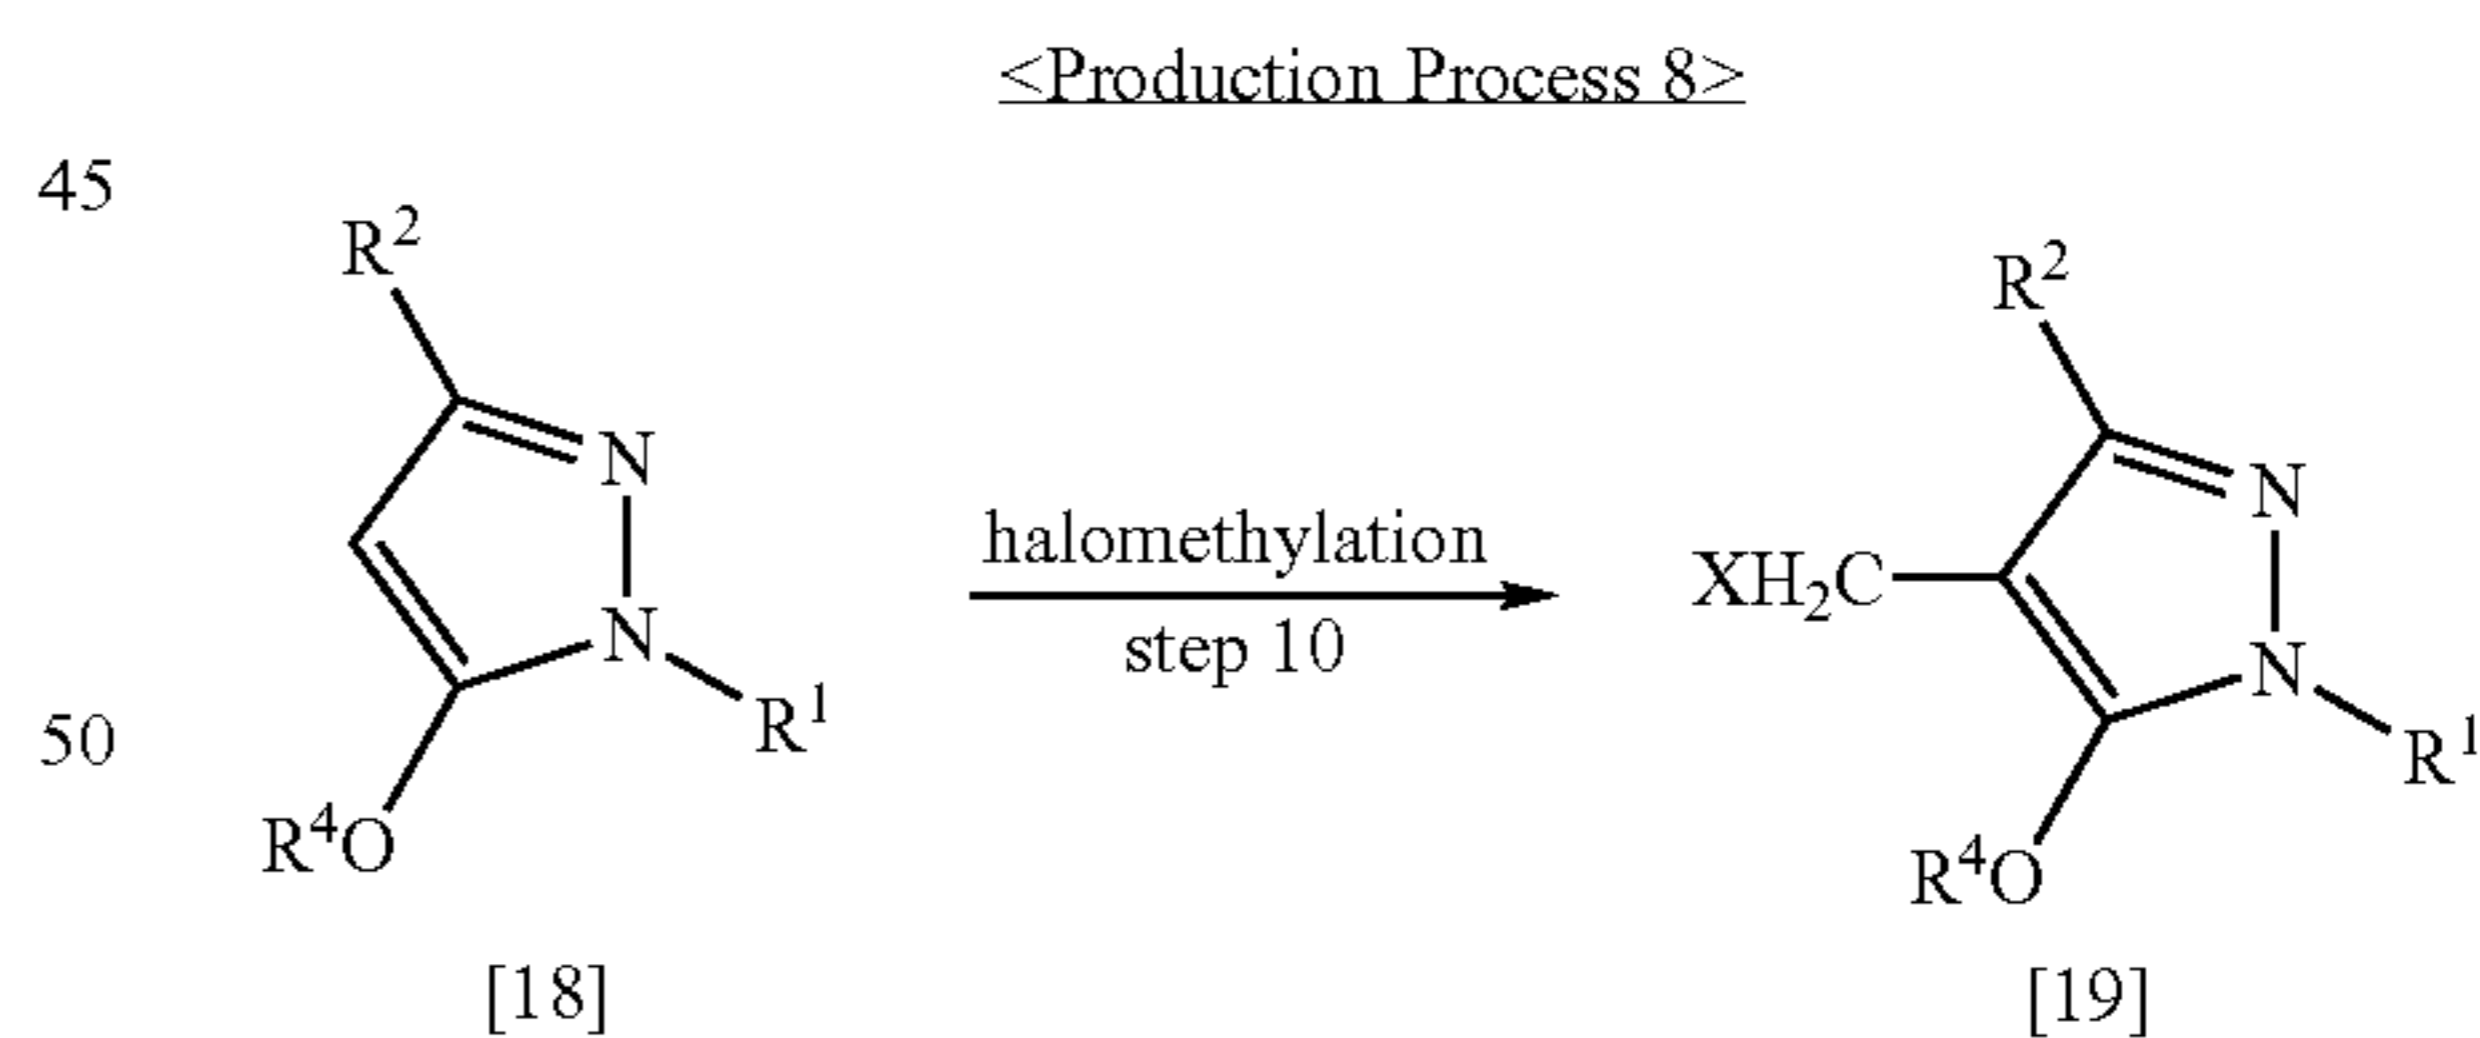 <Production Process 8>
45
R² R²
N N
halomethylation
XH₂C
step 10
N N
R¹ R¹
50
R⁴O R⁴O
[18] [19]